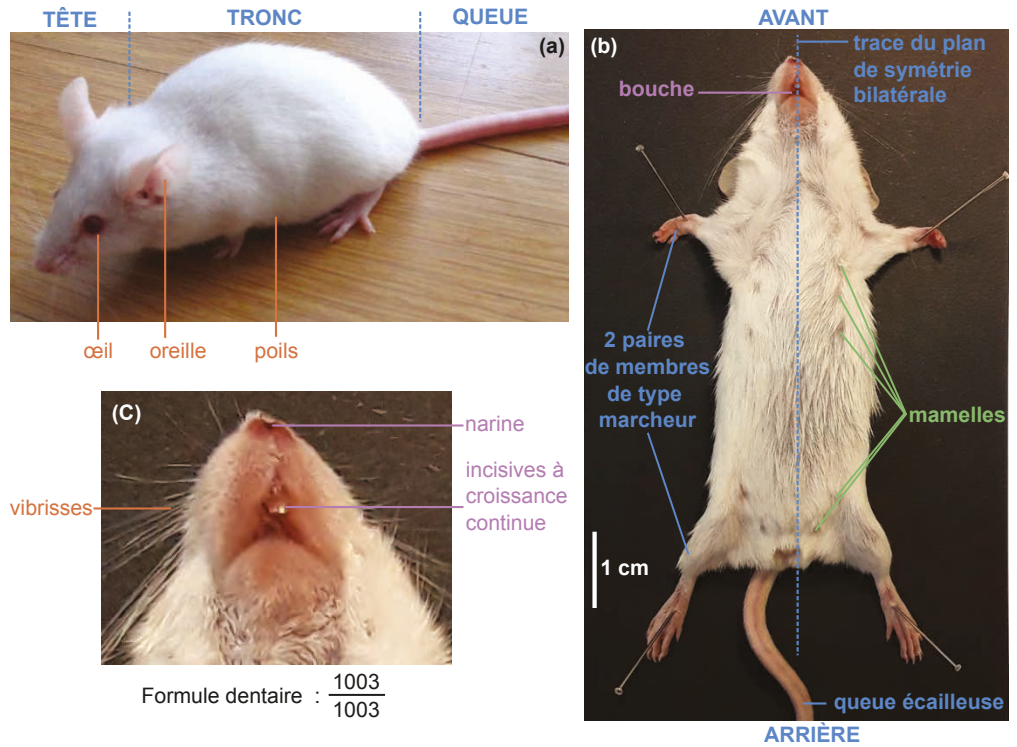 TÊTE
TRONC
QUEUE
(a)
œil
oreille
poils
(C)
narine
incisives à
croissance
continue
vibrisses
Formule dentaire : 1003
1003
AVANT
(b)
trace du plan
de symétrie
bilatérale
bouche
2 paires
de membres
de type
marcheur
mamelles
1 cm
queue écailleuse
ARRIÈRE